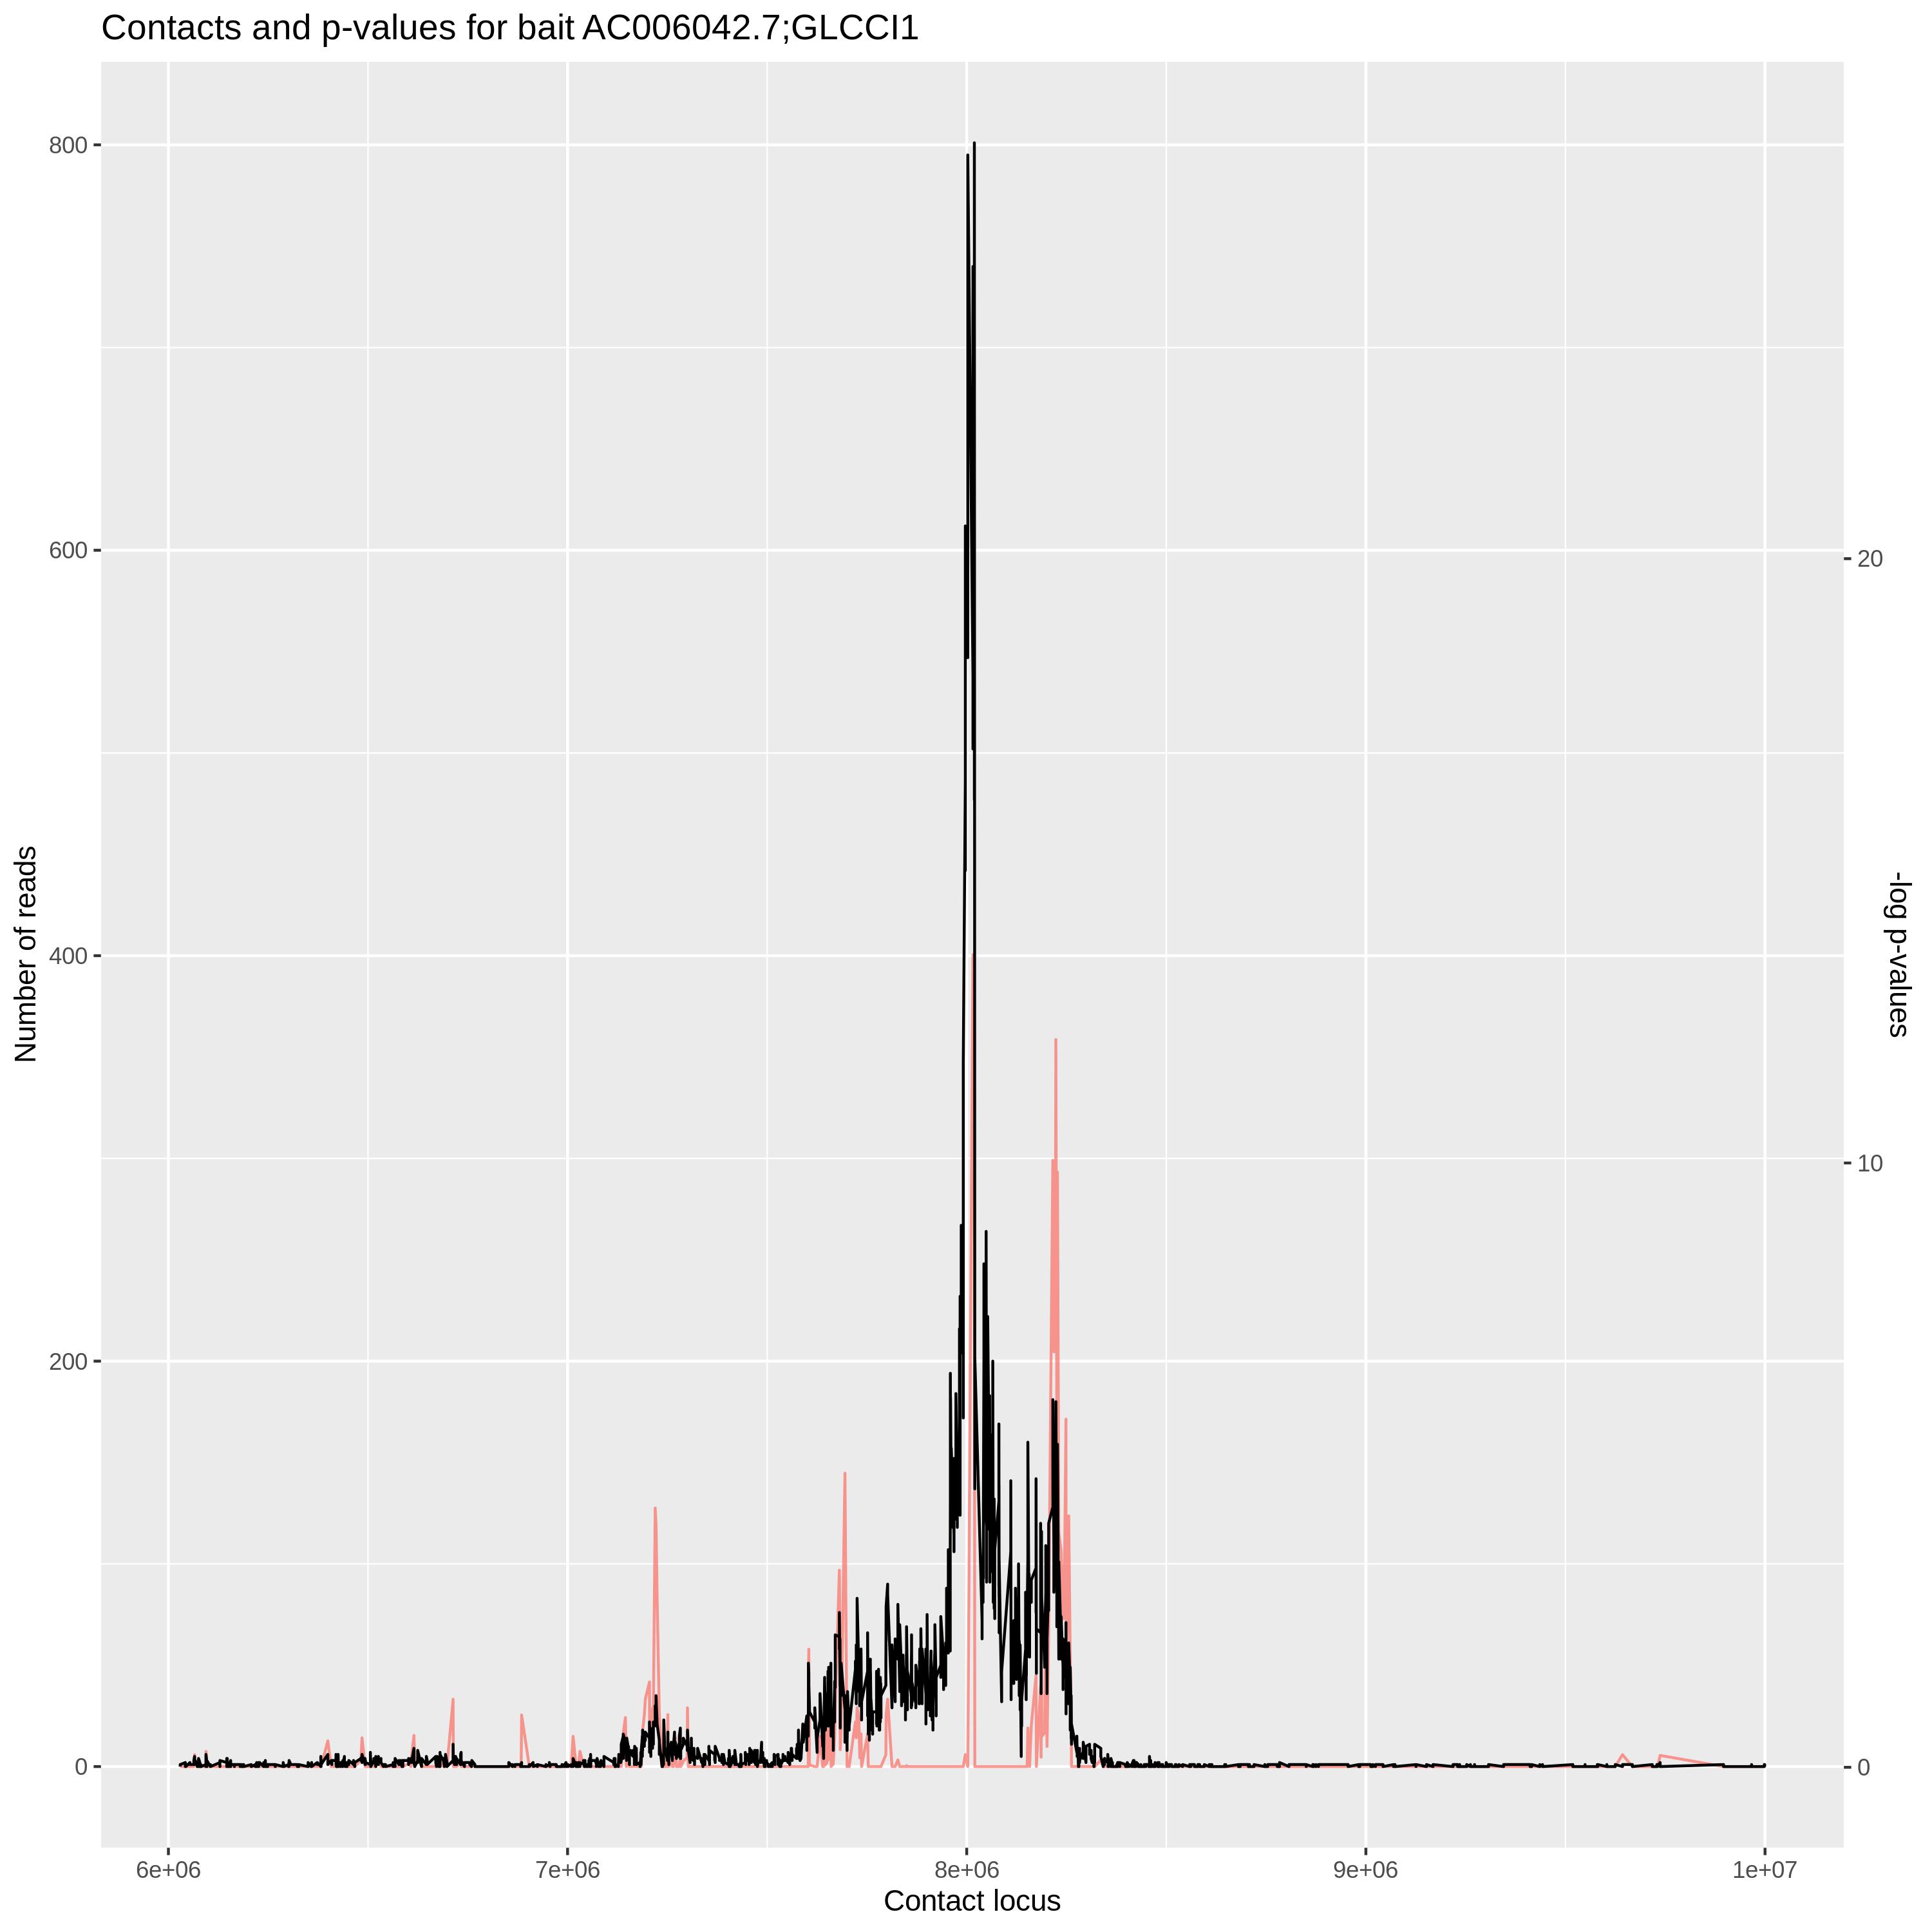 Contacts and p-values for bait AC006042.7;GLCCI1
800
600
400
200
0
Number of reads
20
10
0
-log p-values
6e+06
7e+06
8e+06
9e+06
1e+07
Contact locus